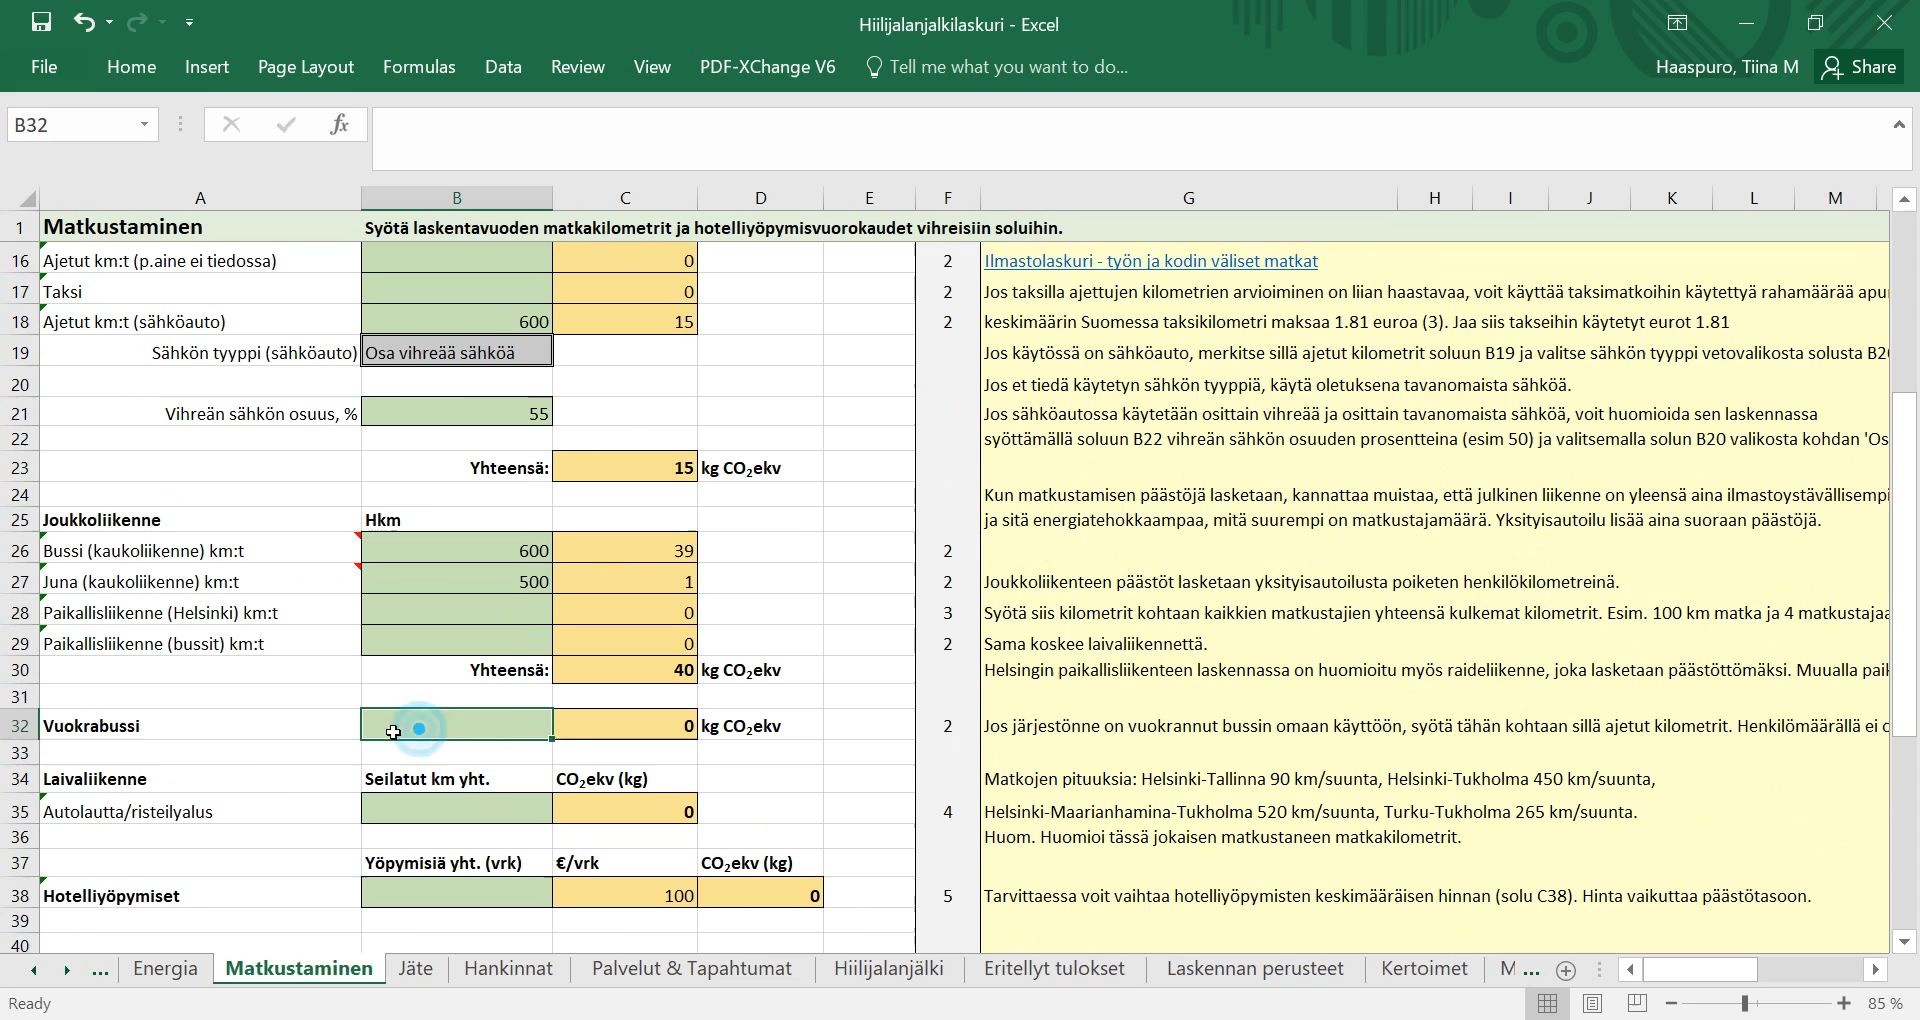 Hiilijalanjalkilaskuri - Excel
File Home Insert Page Layout Formulas Data Review View PDF-XChange V6 Tell me what you want to do... Haaspuro, Tiina M Share
B32 fx
A B C D E F G H I J K L M
1 Matkustaminen Syötä laskentavuoden matkakilometrit ja hotelliyöpymisvuorokaudet vihreisiin soluihin.
16 Ajetut km:t (p.aine ei tiedossa) 0 2 Ilmastolaskuri - työn ja kodin väliset matkat
17 Taksi 0 2 Jos taksilla ajettujen kilometrien arvioiminen on liian haastavaa, voit käyttää taksimatkoihin käytettyä rahamäärää
18 Ajetut km:t (sähköauto) 600 15 2 keskimäärin Suomessa taksikilometri maksaa 1.81 euroa (3). Jaa siis takseihin käytetyt eurot 1.81
19 Sähkön tyyppi (sähköauto) Osa vihreää sähköä Jos käytössä on sähköauto, merkitse sillä ajetut kilometrit soluun B19 ja valitse sähkön tyyppi vetovalikosta solusta
20 Jos et tiedä käytetyn sähkön tyyppiä, käytä oletuksena tavanomaista sähköä.
21 Vihreän sähkön osuus, % 55 Jos sähköautossa käytetään osittain vihreää ja osittain tavanomaista sähköä, voit huomioida sen laskennassa
22 syöttämällä soluun B22 vihreän sähkön osuuden prosentteina (esim 50) ja valitsemalla solun B20 valikosta kohdan 'Os
23 Yhteensä: 15 kg CO₂ekv
24 Kun matkustamisen päästöjä lasketaan, kannattaa muistaa, että julkinen liikenne on yleensä aina ilmastoystävällisempi
25 Joukkoliikenne Hkm ja sitä energiatehokkaampaa, mitä suurempi on matkustajamäärä. Yksityisautoilu lisää aina suoraan päästöjä.
26 Bussi (kaukoliikenne) km:t 600 39 2
27 Juna (kaukoliikenne) km:t 500 1 2 Joukkoliikenteen päästöt lasketaan yksityisautoilusta poiketen henkilökilometreinä.
28 Paikallisliikenne (Helsinki) km:t 0 3 Syötä siis kilometrit kohtaan kaikkien matkustajien yhteensä kulkemat kilometrit. Esim. 100 km matka ja 4 matkustajaa
29 Paikallisliikenne (bussit) km:t 0 2 Sama koskee laivaliikennettä.
30 Yhteensä: 40 kg CO₂ekv Helsingin paikallisliikenteen laskennassa on huomioitu myös raideliikenne, joka lasketaan päästöttömäksi. Muualla
31
32 Vuokrabussi 0 kg CO₂ekv 2 Jos järjestönne on vuokrannut bussin omaan käyttöön, syötä tähän kohtaan sillä ajetut kilometrit. Henkilömäärällä ei
33
34 Laivaliikenne Seilatut km yht. CO₂ekv (kg) Matkojen pituuksia: Helsinki-Tallinna 90 km/suunta, Helsinki-Tukholma 450 km/suunta,
35 Autolautta/risteilyalus 0 4 Helsinki-Maarianhamina-Tukholma 520 km/suunta, Turku-Tukholma 265 km/suunta.
36 Huom. Huomioi tässä jokaisen matkustaneen matkakilometrit.
37 Yöpymisiä yht. (vrk) €/vrk CO₂ekv (kg)
38 Hotelliyöpymiset 100 0 5 Tarvittaessa voit vaihtaa hotelliyöpymisten keskimääräisen hinnan (solu C38). Hinta vaikuttaa päästötasoon.
39
40
... Energia Matkustaminen Jäte Hankinnat Palvelut & Tapahtumat Hiilijalanjälki Eritellyt tulokset Laskennan perusteet Kertoimet M ...
Ready 85 %